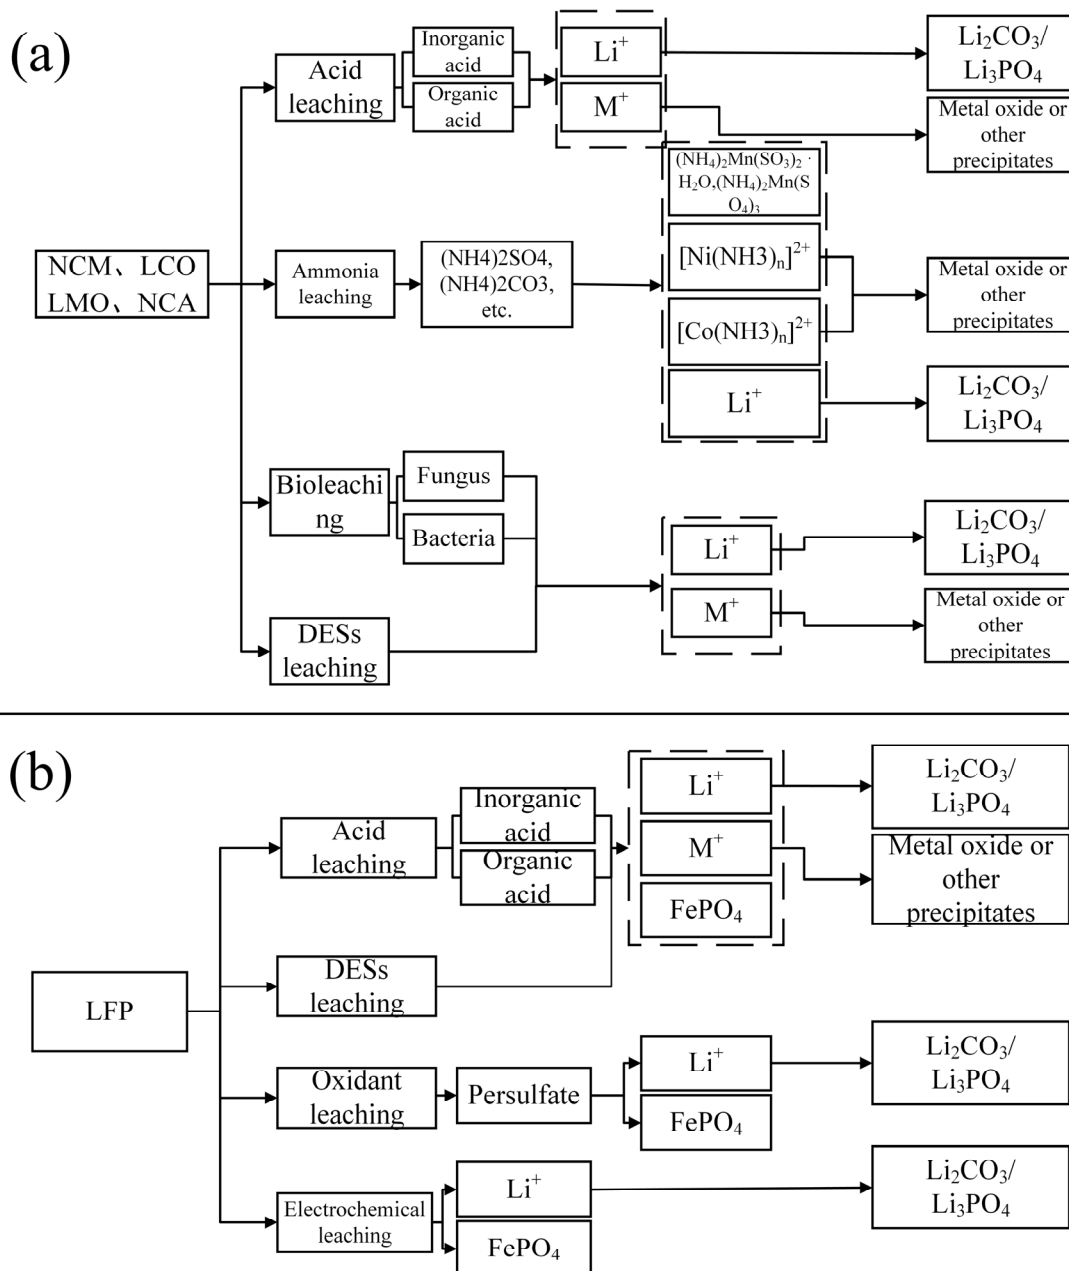 (a)
Inorganic
acid
Acid
leaching
Organic
acid
Li⁺
M⁺
Li₂CO₃/
Li₃PO₄
Metal oxide or
other
precipitates
NCM、LCO
LMO、NCA
Ammonia
leaching
(NH4)2SO4,
(NH4)2CO3,
etc.
(NH₄)₂Mn(SO₃)₂ ·
H₂O,(NH₄)₂Mn(S
O₄)₃
[Ni(NH3)ₙ]²⁺
[Co(NH3)ₙ]²⁺
Li⁺
Metal oxide or
other
precipitates
Li₂CO₃/
Li₃PO₄
Bioleachi
ng
Fungus
Bacteria
DESs
leaching
Li⁺
M⁺
Li₂CO₃/
Li₃PO₄
Metal oxide or
other
precipitates
(b)
LFP
Acid
leaching
Inorganic
acid
Organic
acid
DESs
leaching
Li⁺
M⁺
FePO₄
Li₂CO₃/
Li₃PO₄
Metal oxide or
other
precipitates
Oxidant
leaching
Persulfate
Li⁺
FePO₄
Li₂CO₃/
Li₃PO₄
Electrochemical
leaching
Li⁺
FePO₄
Li₂CO₃/
Li₃PO₄